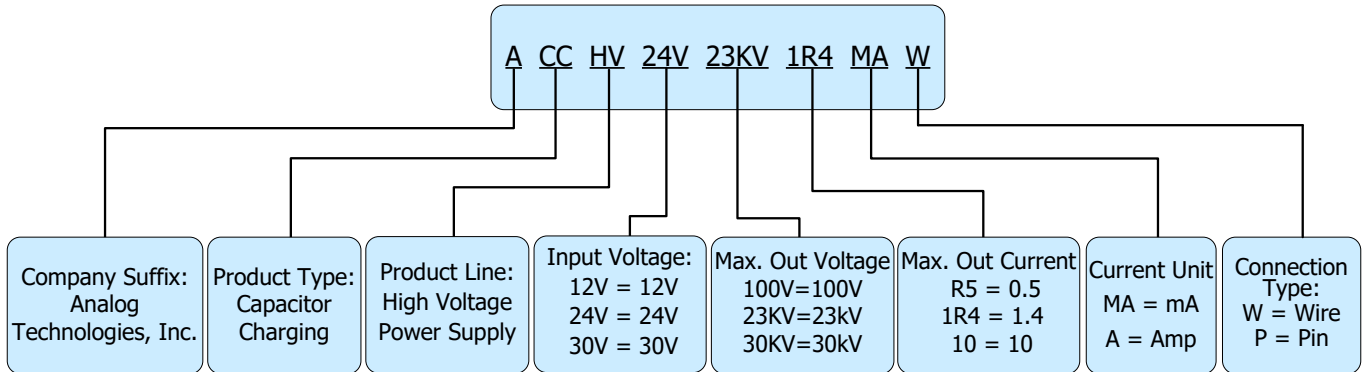 A CC HV 24V 23KV 1R4 MA W
Company Suffix:
Analog
Technologies, Inc.
Product Type:
Capacitor
Charging
Product Line:
High Voltage
Power Supply
Input Voltage:
12V = 12V
24V = 24V
30V = 30V
Max. Out Voltage
100V=100V
23KV=23kV
30KV=30kV
Max. Out Current
R5 = 0.5
1R4 = 1.4
10 = 10
Current Unit
MA = mA
A = Amp
Connection
Type:
W = Wire
P = Pin